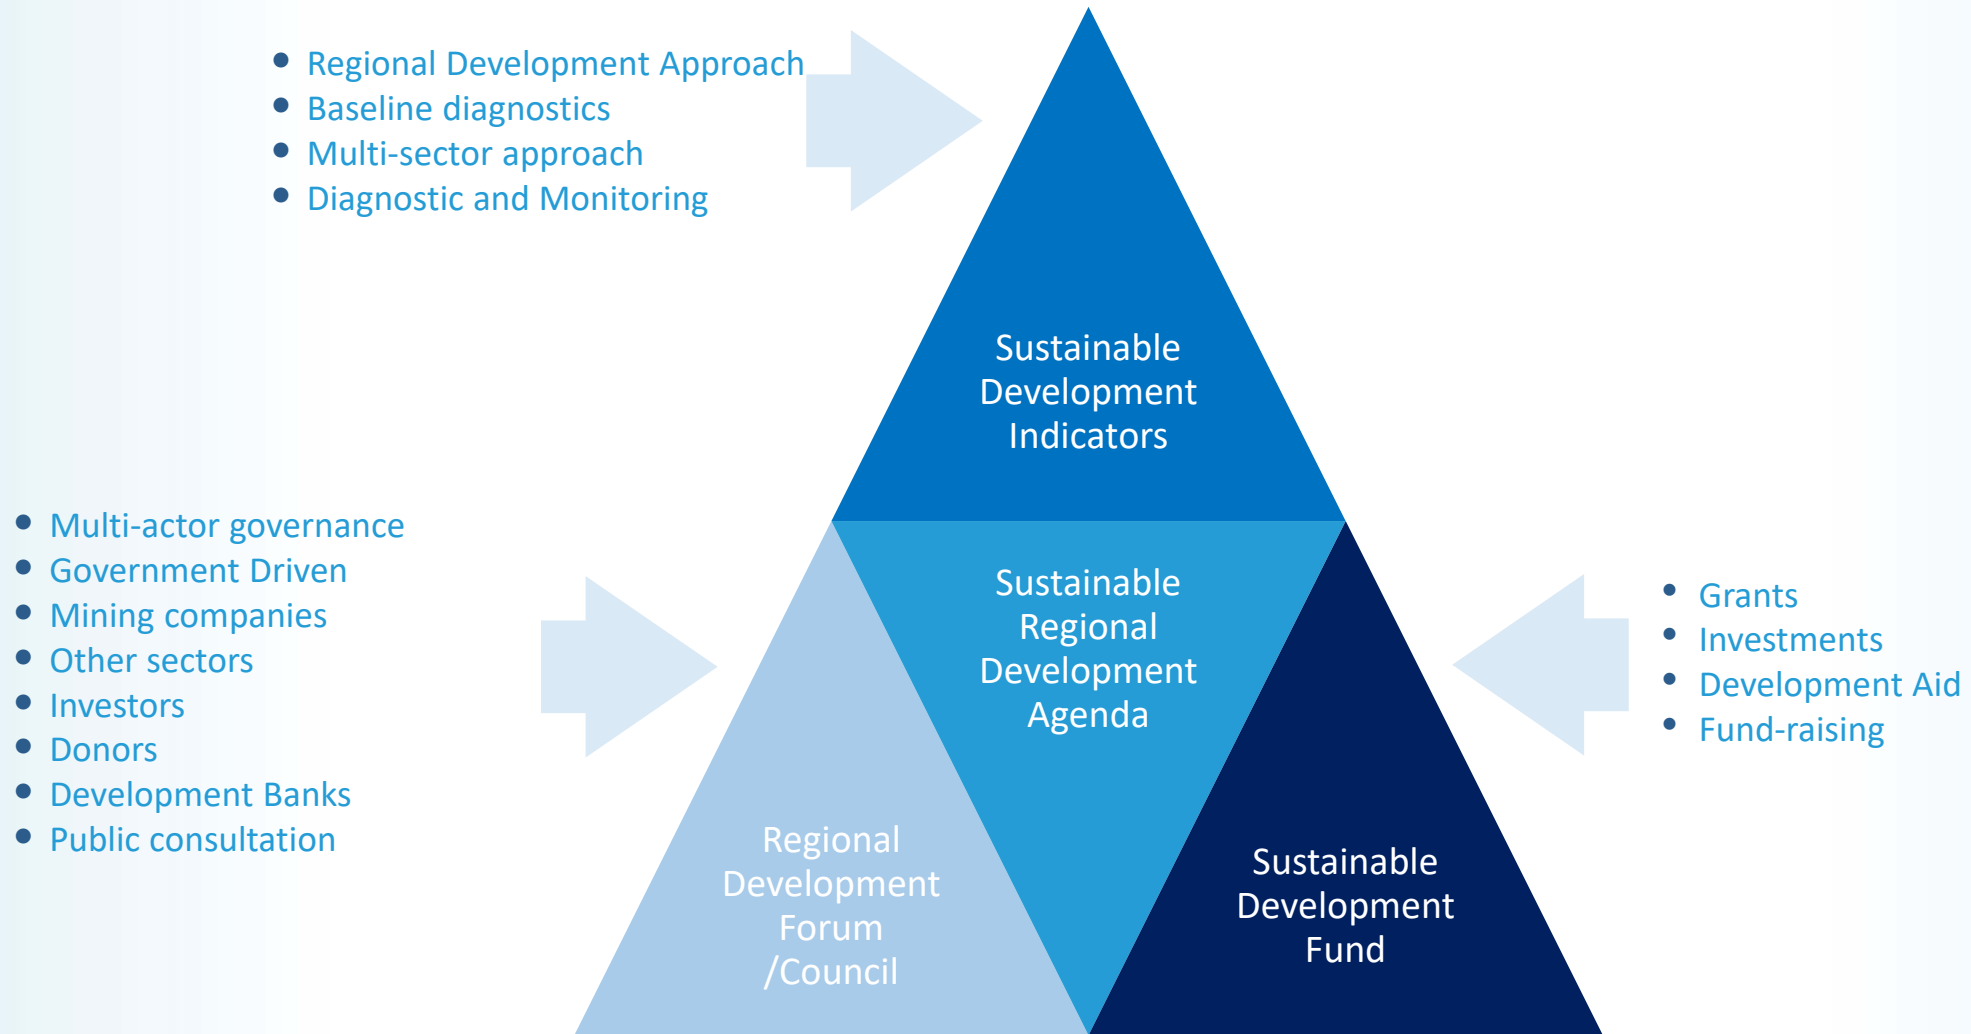 Regional Development Approach
Baseline diagnostics
Multi-sector approach
Diagnostic and Monitoring
Sustainable
Development
Indicators
Multi-actor governance
Government Driven
Mining companies
Other sectors
Investors
Donors
Development Banks
Public consultation
Sustainable
Regional
Development
Agenda
Grants
Investments
Development Aid
Fund-raising
Regional
Development
Forum
/Council
Sustainable
Development
Fund